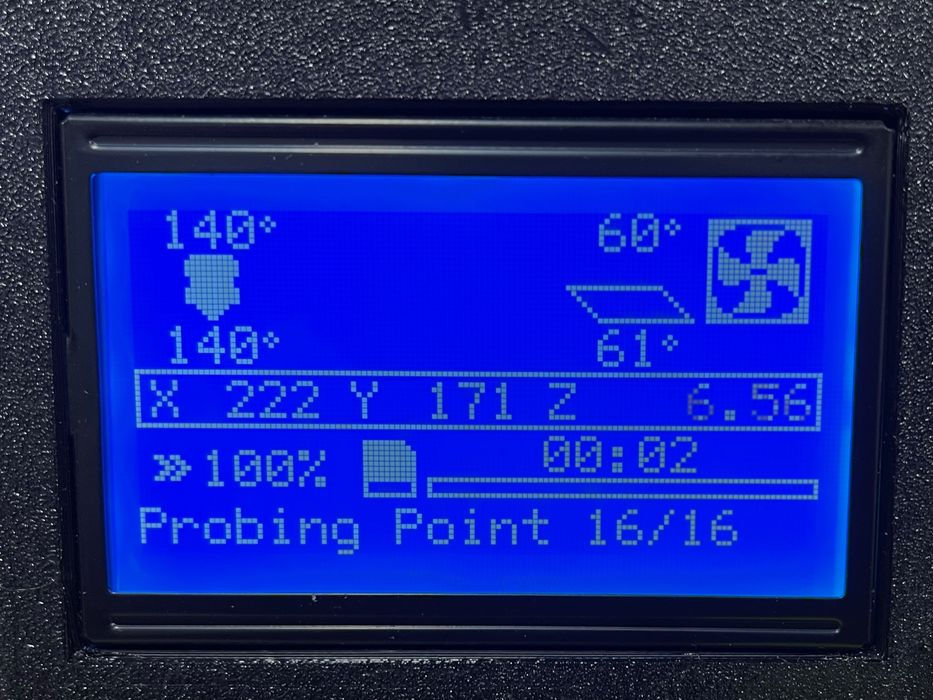 140° 60°
140° 61°
X 222 Y 171 Z 6.56
00:02
»100%
Probing Point 16/16